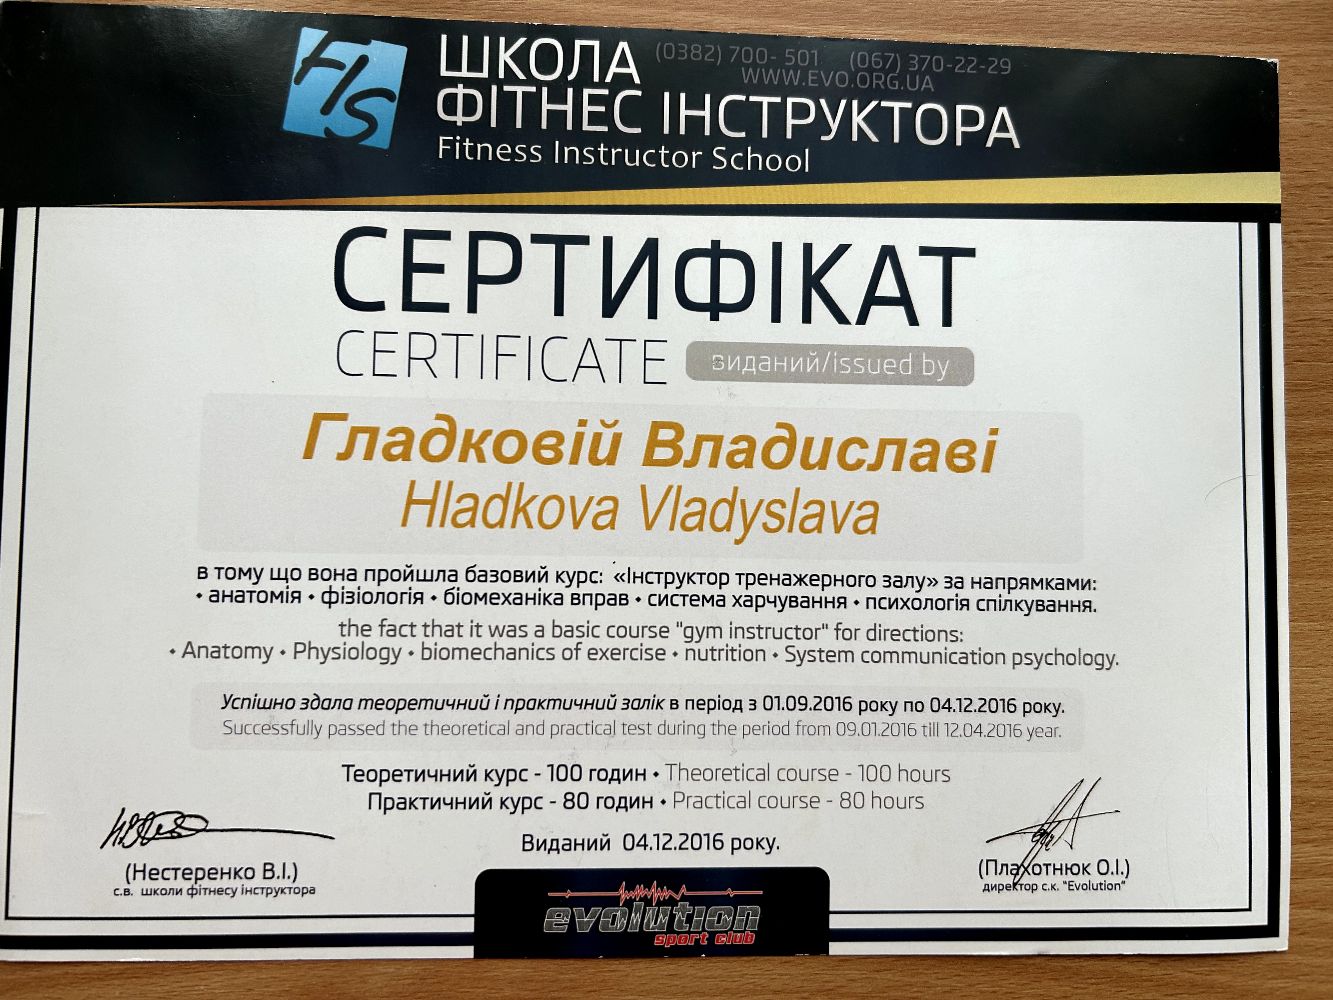 FIS
ШКОЛА
(0382) 700- 501 (067) 370-22-29
WWW.EVO.ORG.UA
ФІТНЕС ІНСТРУКТОРА
Fitness Instructor School
СЕРТИФІКАТ
CERTIFICATE виданий/issued by
Гладковій Владиславі
Hladkova Vladyslava
в тому що вона пройшла базовий курс: «Інструктор тренажерного залу» за напрямками:
• анатомія • фізіологія • біомеханіка вправ • система харчування • психологія спілкування.
the fact that it was a basic course "gym instructor" for directions:
• Anatomy • Physiology • biomechanics of exercise • nutrition • System communication psychology.
Успішно здала теоретичний і практичний залік в період з 01.09.2016 року по 04.12.2016 року.
Successfully passed the theoretical and practical test during the period from 09.01.2016 till 12.04.2016 year.
Теоретичний курс - 100 годин • Theoretical course - 100 hours
Практичний курс - 80 годин • Practical course - 80 hours
Виданий 04.12.2016 року.
(Нестеренко В.І.)
с.в. школи фітнесу інструктора
(Плахотнюк О.І.)
директор с.к. "Evolution"
evolution
sport club